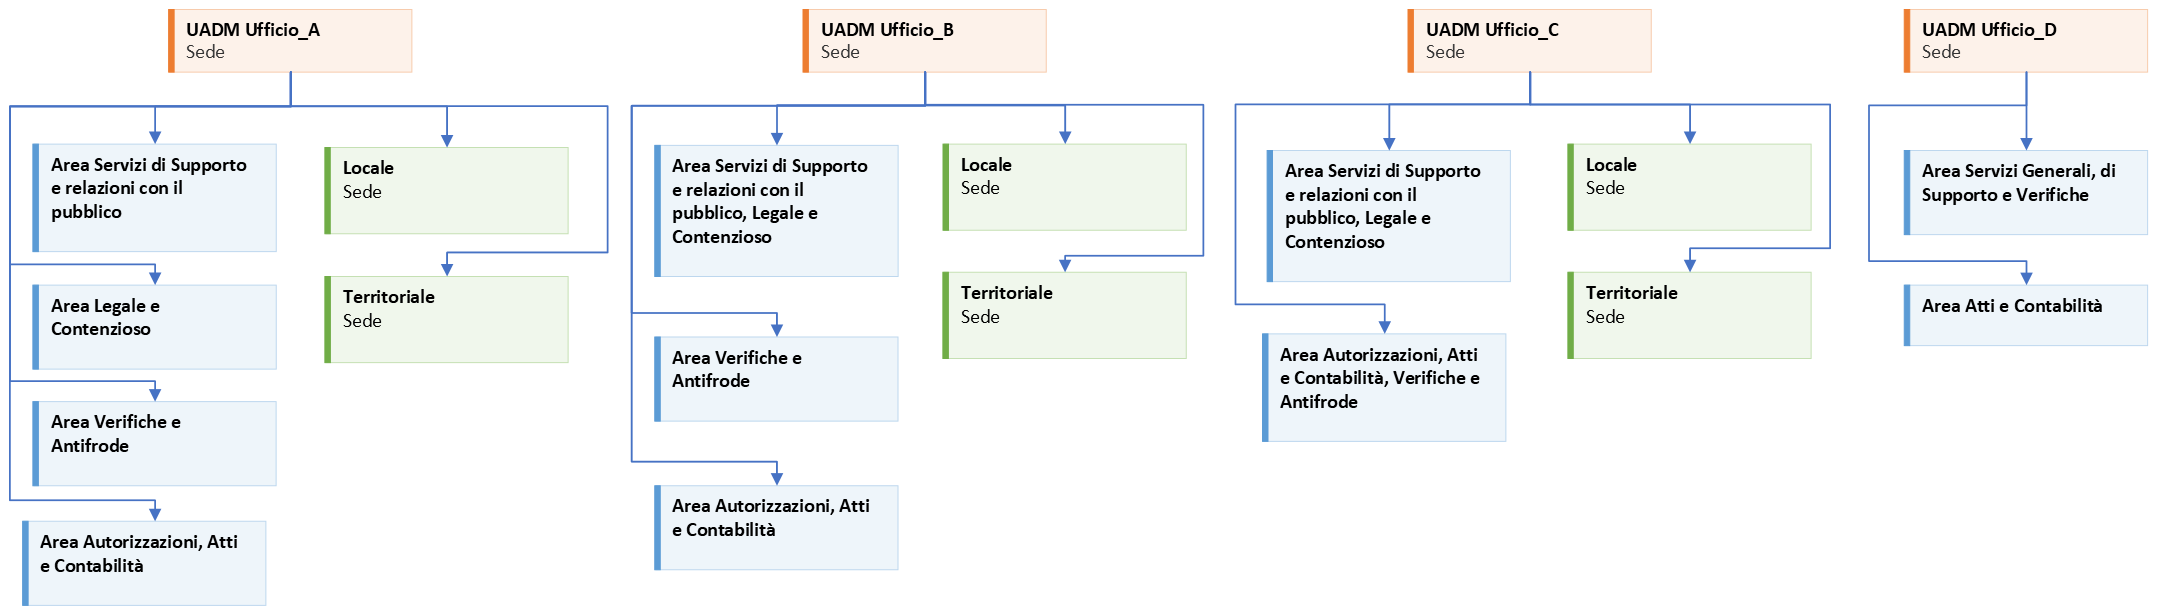 UADM Ufficio_A
Sede
Area Servizi di Supporto
e relazioni con il
pubblico
Area Legale e
Contenzioso
Area Verifiche e
Antifrode
Area Autorizzazioni, Atti
e Contabilità
Locale
Sede
Territoriale
Sede
UADM Ufficio_B
Sede
Area Servizi di Supporto
e relazioni con il
pubblico, Legale e
Contenzioso
Area Verifiche e
Antifrode
Area Autorizzazioni, Atti
e Contabilità
Locale
Sede
Territoriale
Sede
UADM Ufficio_C
Sede
Area Servizi di Supporto
e relazioni con il
pubblico, Legale e
Contenzioso
Area Autorizzazioni, Atti
e Contabilità, Verifiche e
Antifrode
Locale
Sede
Territoriale
Sede
UADM Ufficio_D
Sede
Area Servizi Generali, di
Supporto e Verifiche
Area Atti e Contabilità